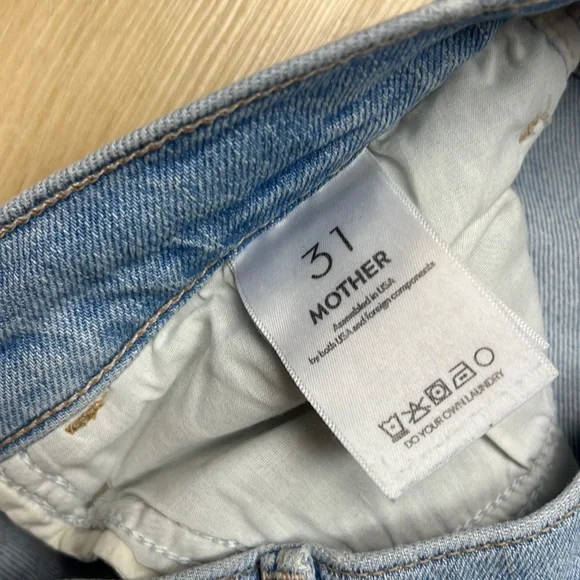 31
MOTHER
Assembled in USA
by both USA and foreign components
DO YOUR OWN LAUNDRY